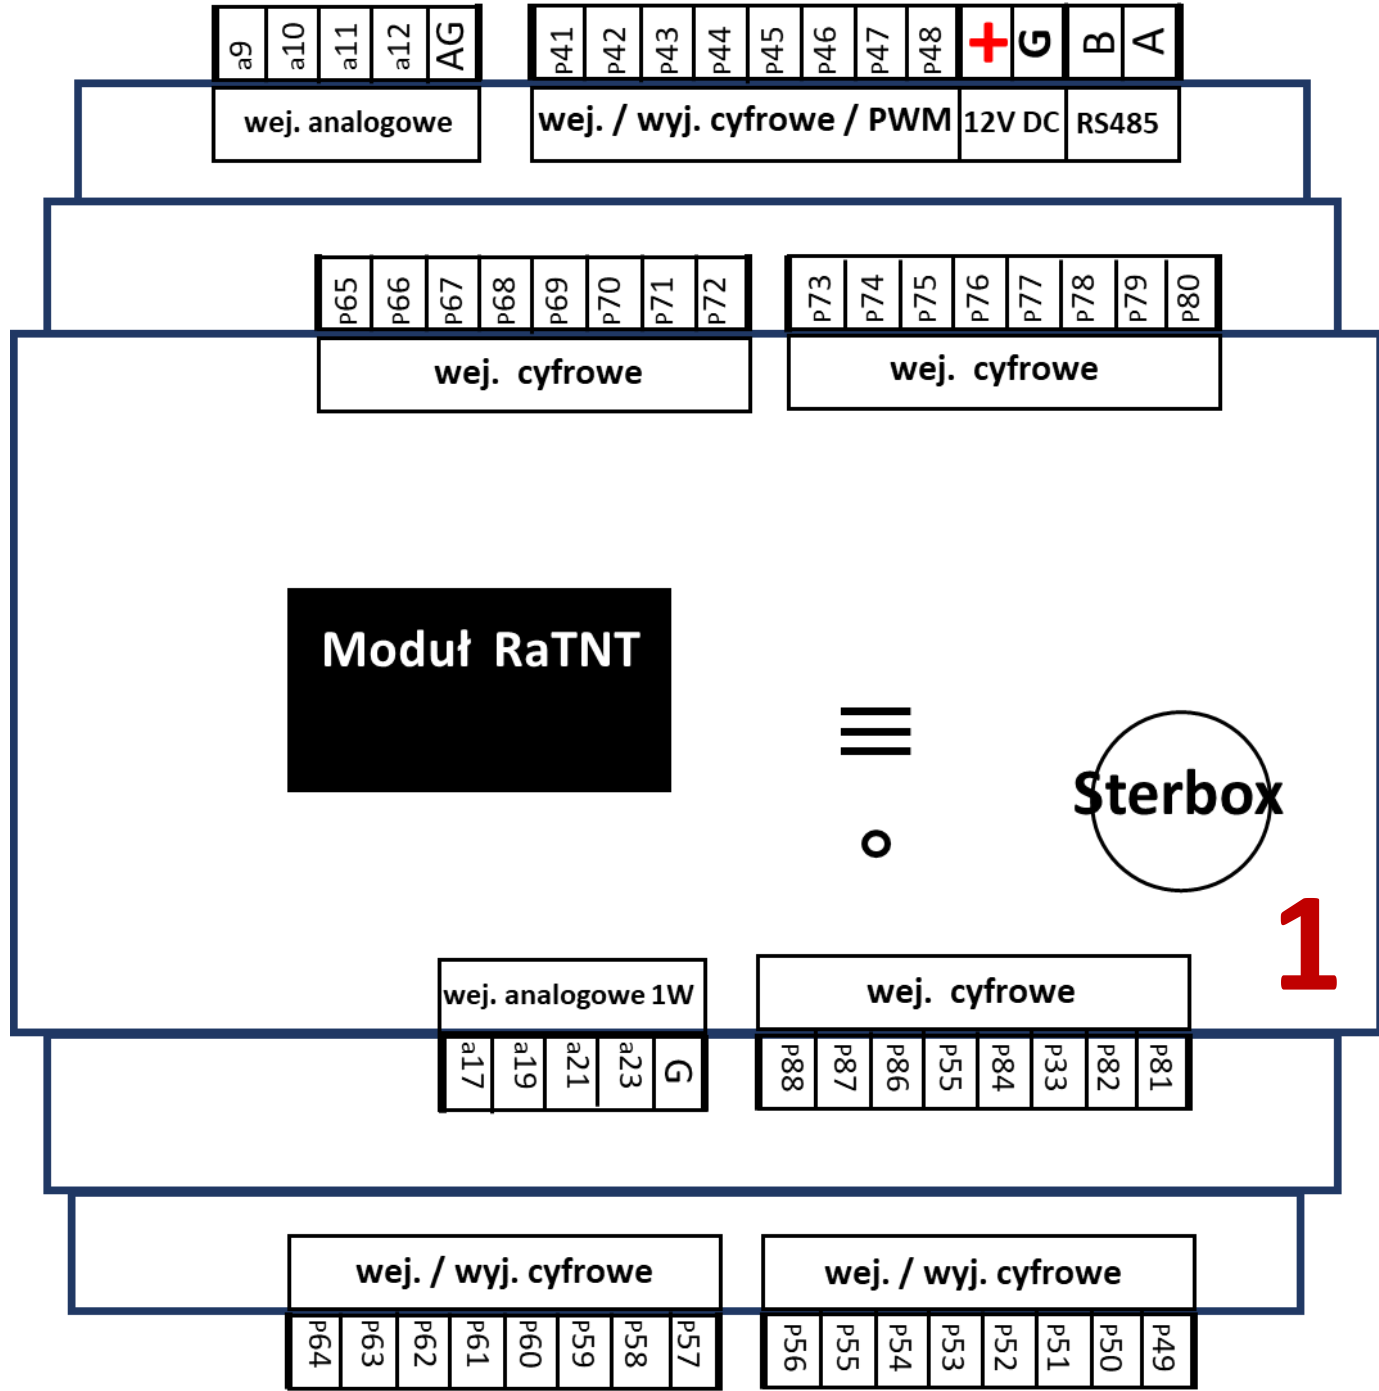 a9 a10 a11 a12 AG P41 P42 P43 P44 P45 P46 P47 P48 + G B A
wej. analogowe wej. / wyj. cyfrowe / PWM 12V DC RS485
P65 P66 P67 P68 P69 P70 P71 P72 P73 P74 P75 P76 P77 P78 P79 P80
wej. cyfrowe wej. cyfrowe
Moduł RaTNT
Sterbox
1
wej. analogowe 1W wej. cyfrowe
a17 a19 a21 a23 G P88 P87 P86 P55 P84 P33 P82 P81
wej. / wyj. cyfrowe wej. / wyj. cyfrowe
P64 P63 P62 P61 P60 P59 P58 P57 P56 P55 P54 P53 P52 P51 P50 P49